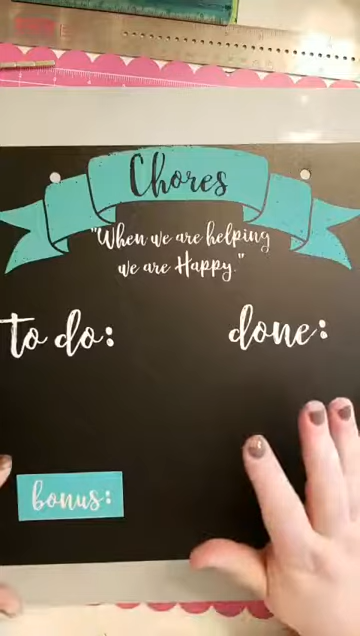 Chores
"When we are helping
we are Happy."
to do: done:
bonus: